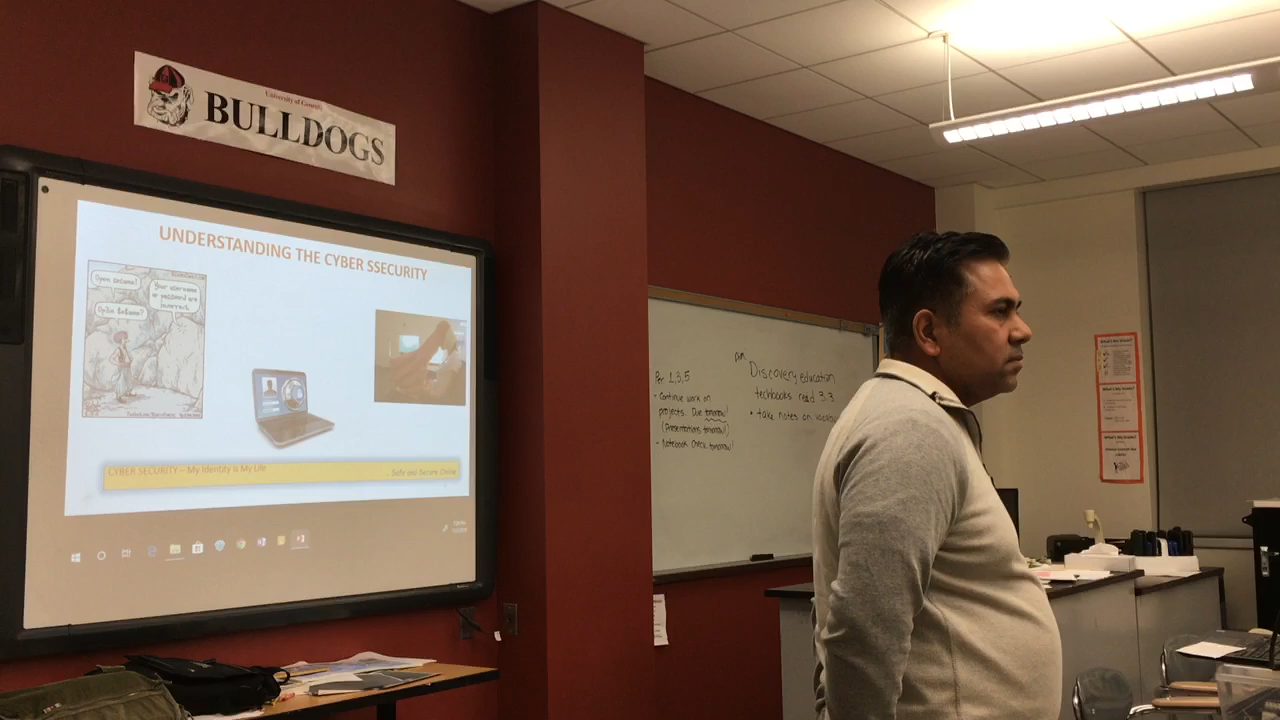 University of Georgia
BULLDOGS
UNDERSTANDING THE CYBER SSECURITY
Open sesame!
Your username
or password are
incorrect.
CYBER SECURITY – My Identity Is My Life
Safe and Secure Online
Per 1,3,5
- Continue work on
projects. Due tomorrow!
(Presentations tomorrow!)
- Notebook Check tomorrow!
Discovery education
techbooks read 3.3
• take notes on vocab